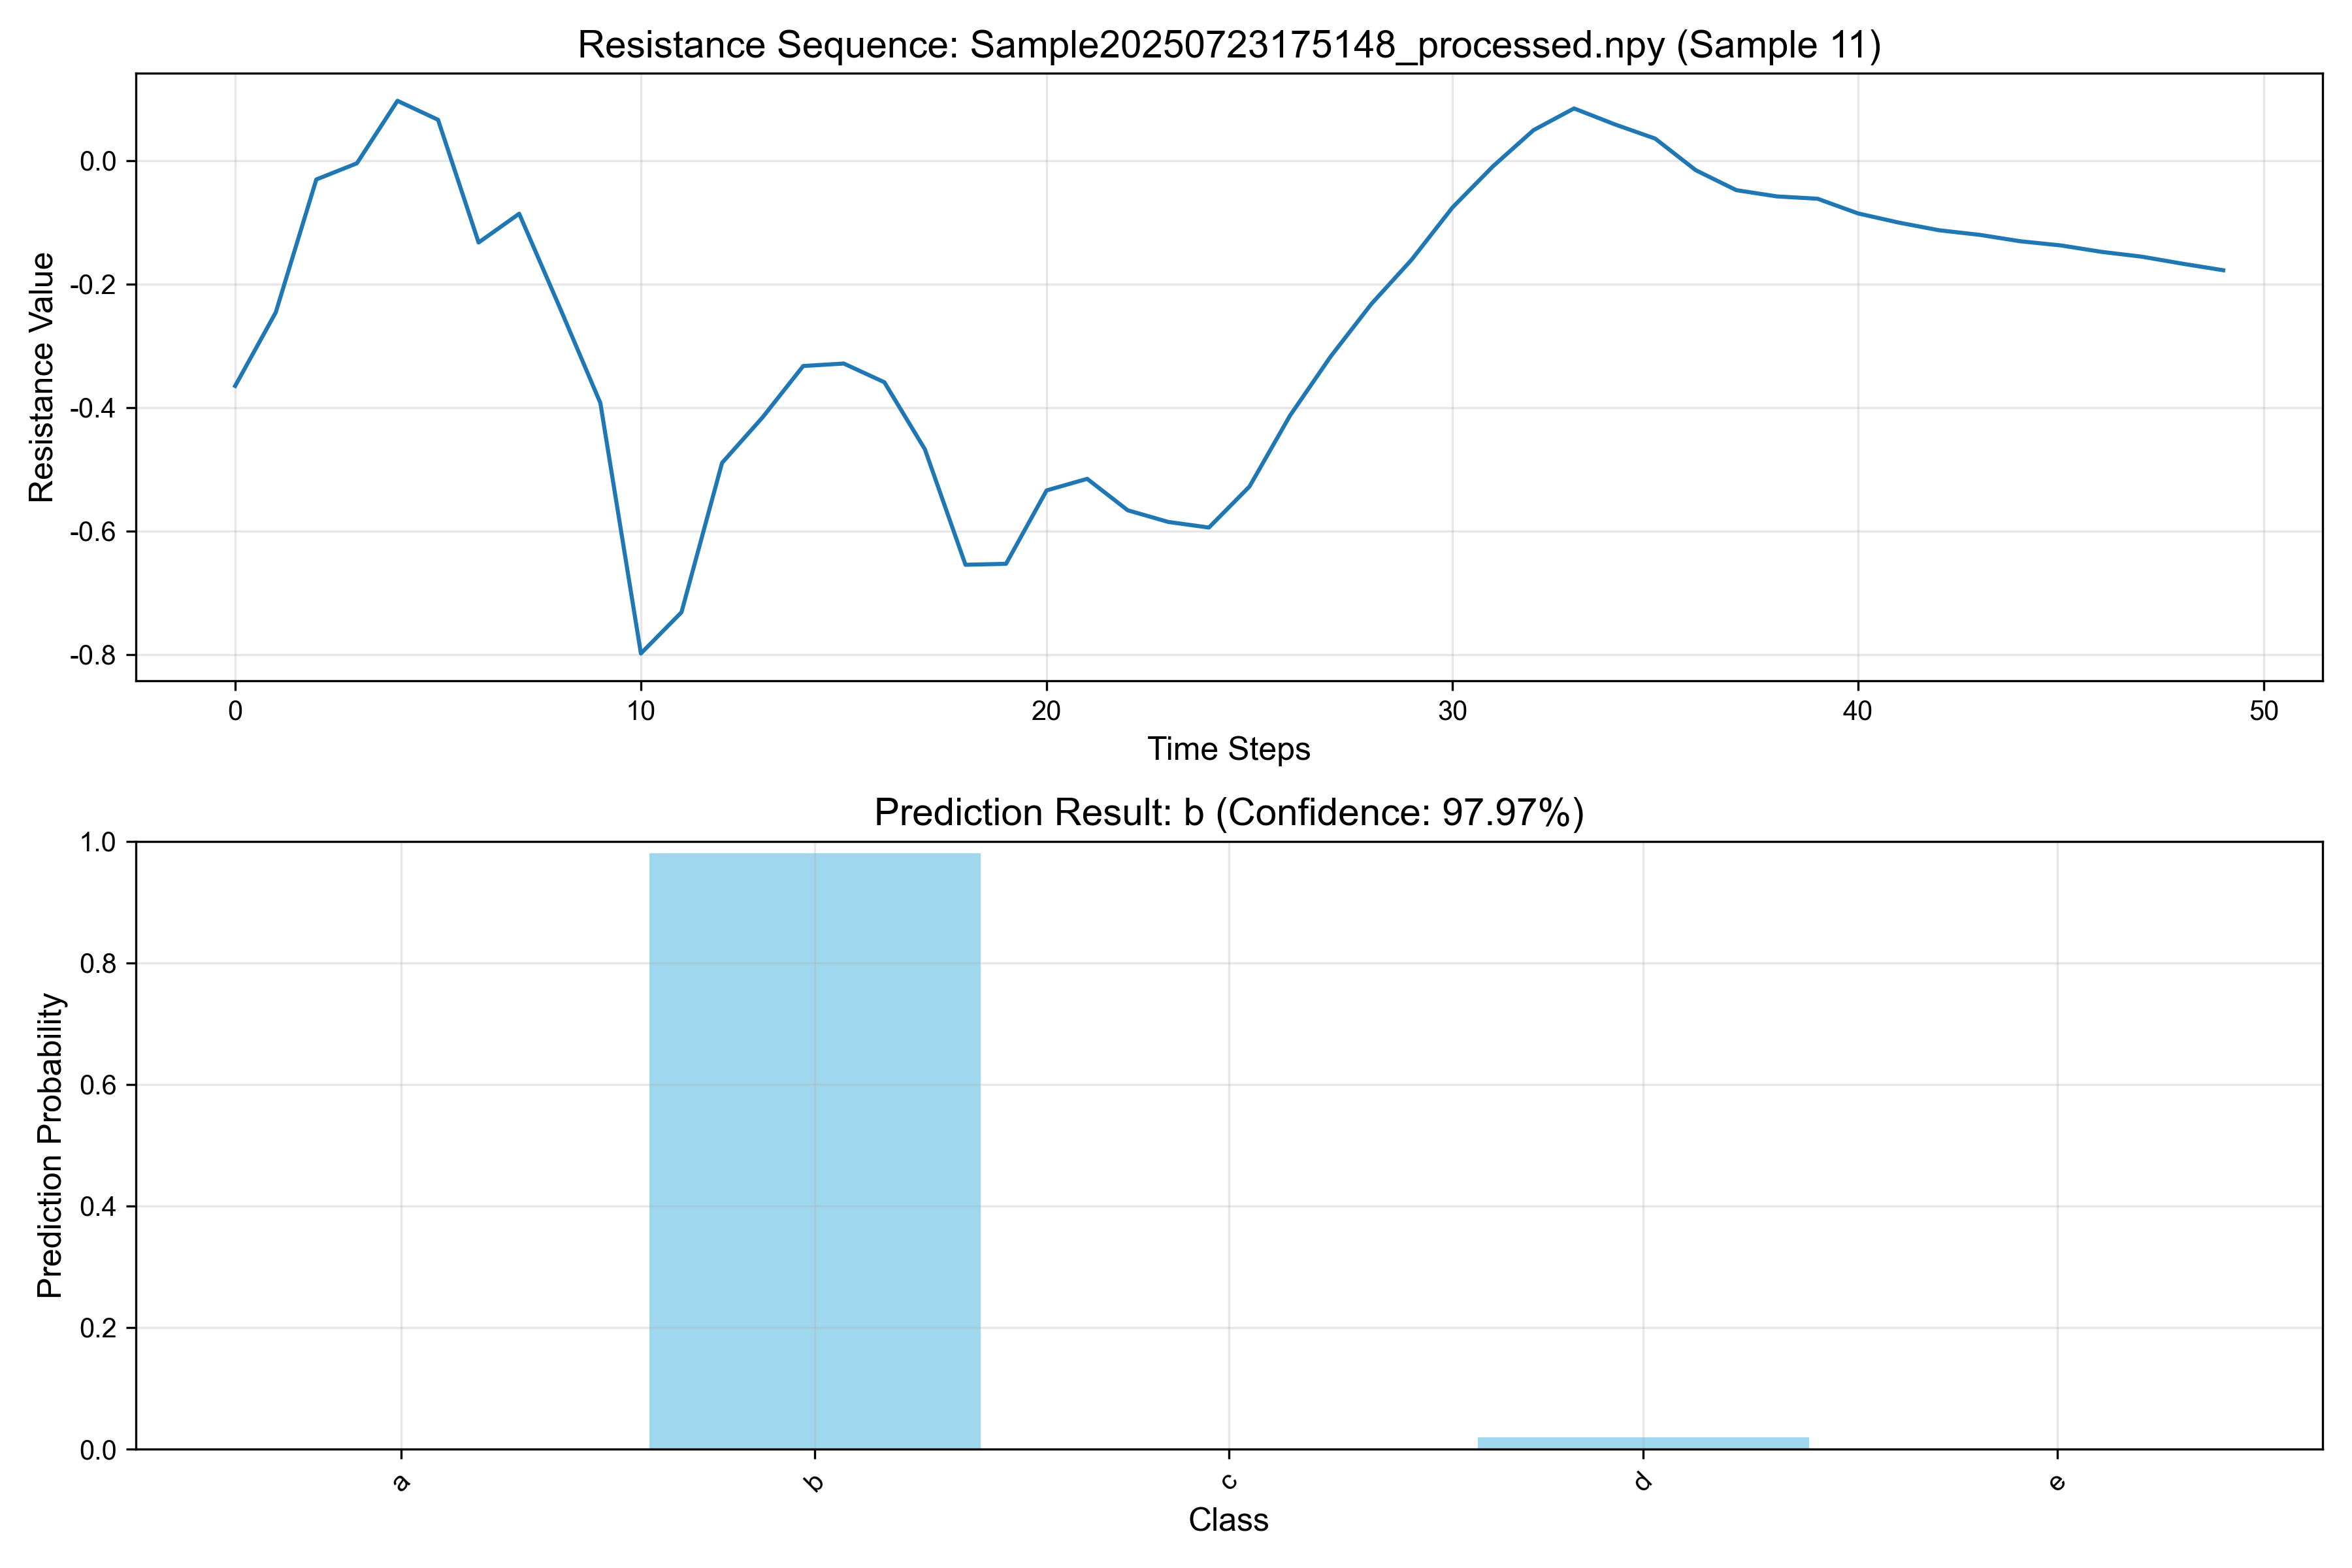 Resistance Sequence: Sample20250723175148_processed.npy (Sample 11)
Resistance Value
0.0
-0.2
-0.4
-0.6
-0.8
0 10 20 30 40 50
Time Steps
Prediction Result: b (Confidence: 97.97%)
Prediction Probability
1.0
0.8
0.6
0.4
0.2
0.0
a b c d e
Class